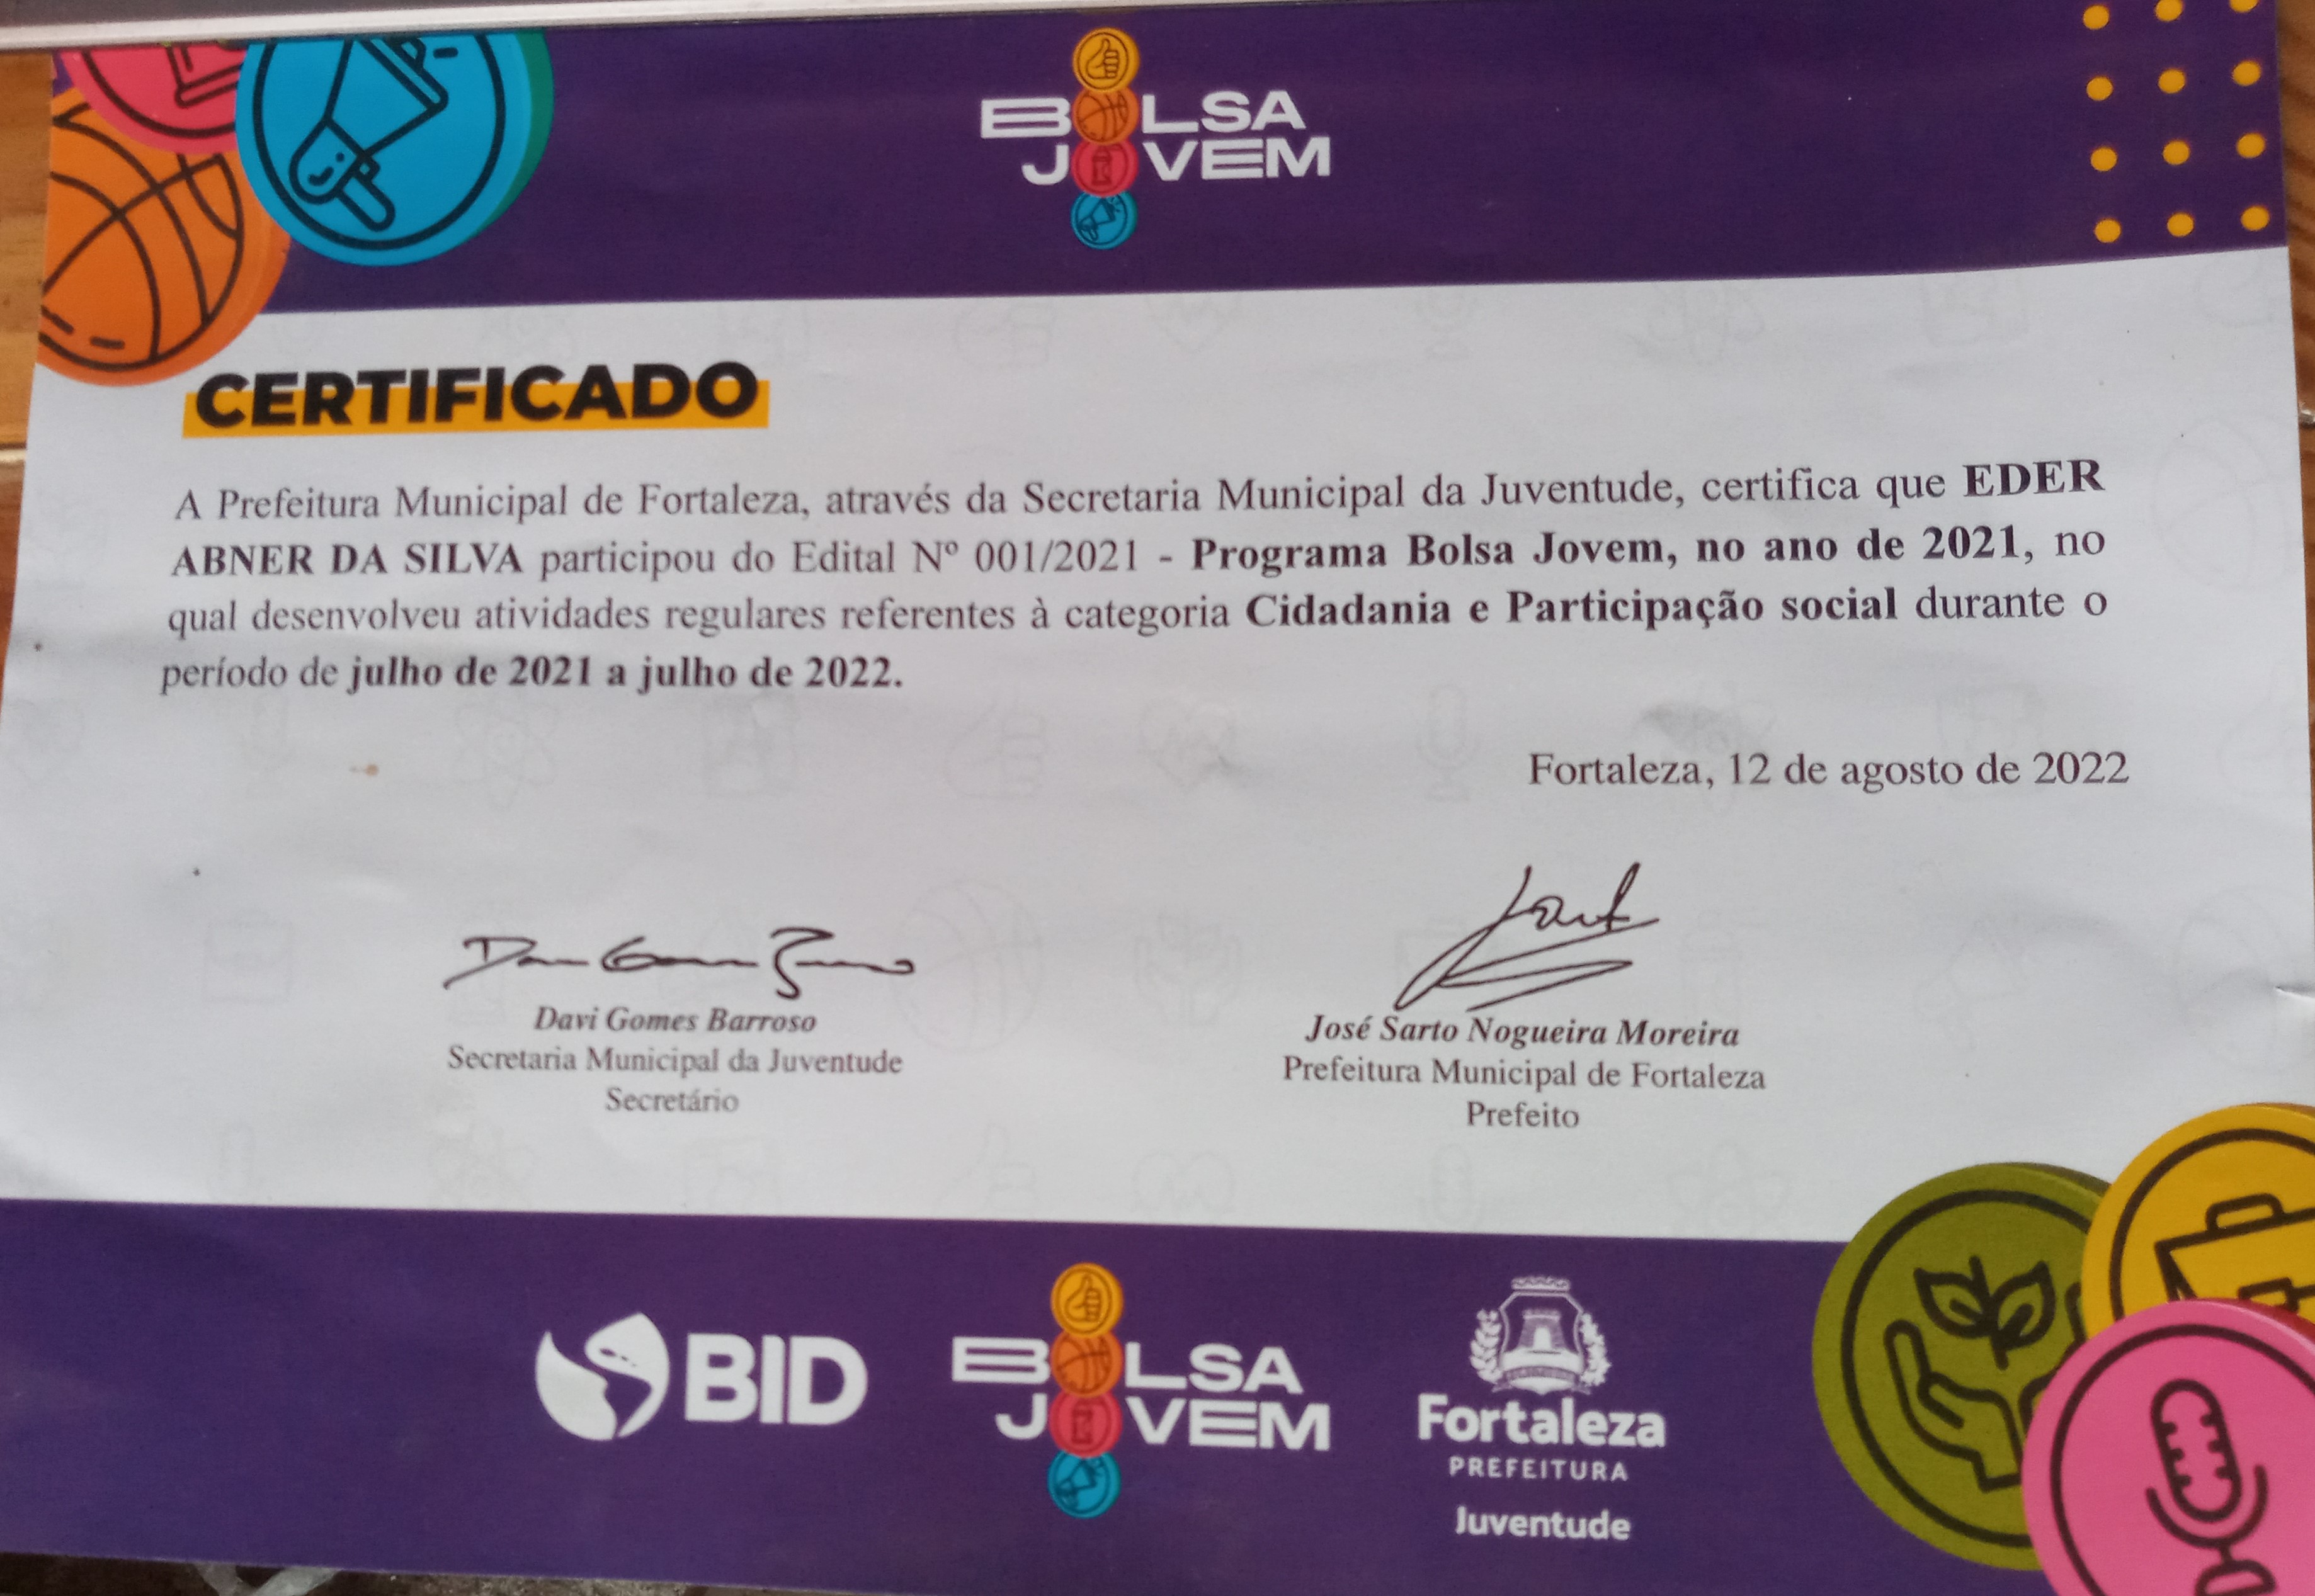 BOLSA
JOVEM
CERTIFICADO
A Prefeitura Municipal de Fortaleza, através da Secretaria Municipal da Juventude, certifica que EDER
ABNER DA SILVA participou do Edital Nº 001/2021 - Programa Bolsa Jovem, no ano de 2021, no
qual desenvolveu atividades regulares referentes à categoria Cidadania e Participação social durante o
período de julho de 2021 a julho de 2022.
Fortaleza, 12 de agosto de 2022
Davi Gomes Barroso
Secretaria Municipal da Juventude
Secretário
José Sarto Nogueira Moreira
Prefeitura Municipal de Fortaleza
Prefeito
BID
BOLSA
JOVEM
Fortaleza
PREFEITURA
Juventude